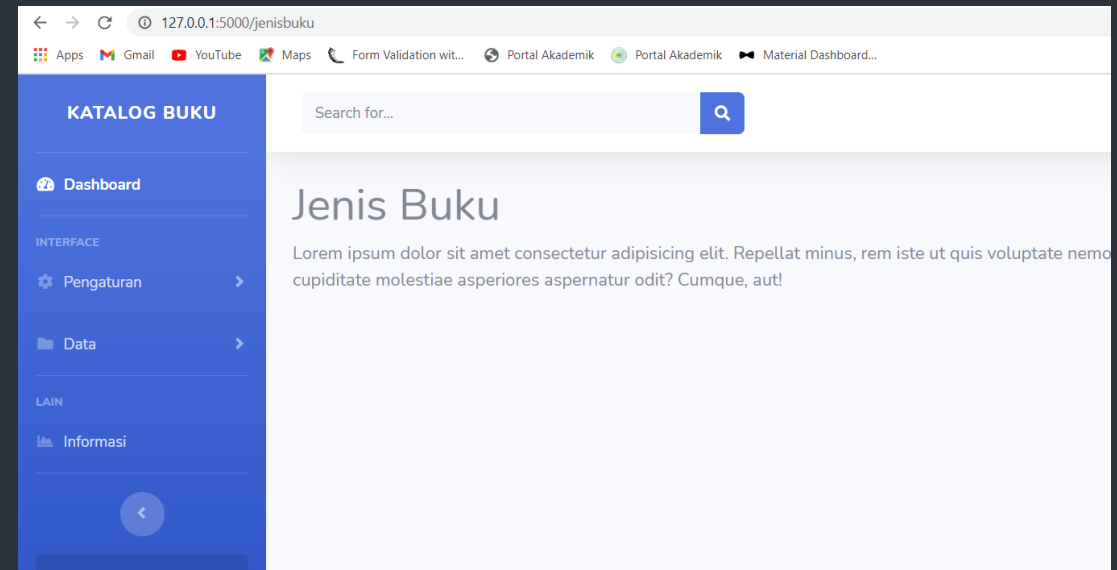 127.0.0.1:5000/jenisbuku
Apps Gmail YouTube Maps Form Validation wit... Portal Akademik Portal Akademik Material Dashboard...
KATALOG BUKU
Search for...
Dashboard
Jenis Buku
INTERFACE
Lorem ipsum dolor sit amet consectetur adipisicing elit. Repellat minus, rem iste ut quis voluptate nemo
cupiditate molestiae asperiores aspernatur odit? Cumque, aut!
Pengaturan
Data
LAIN
Informasi